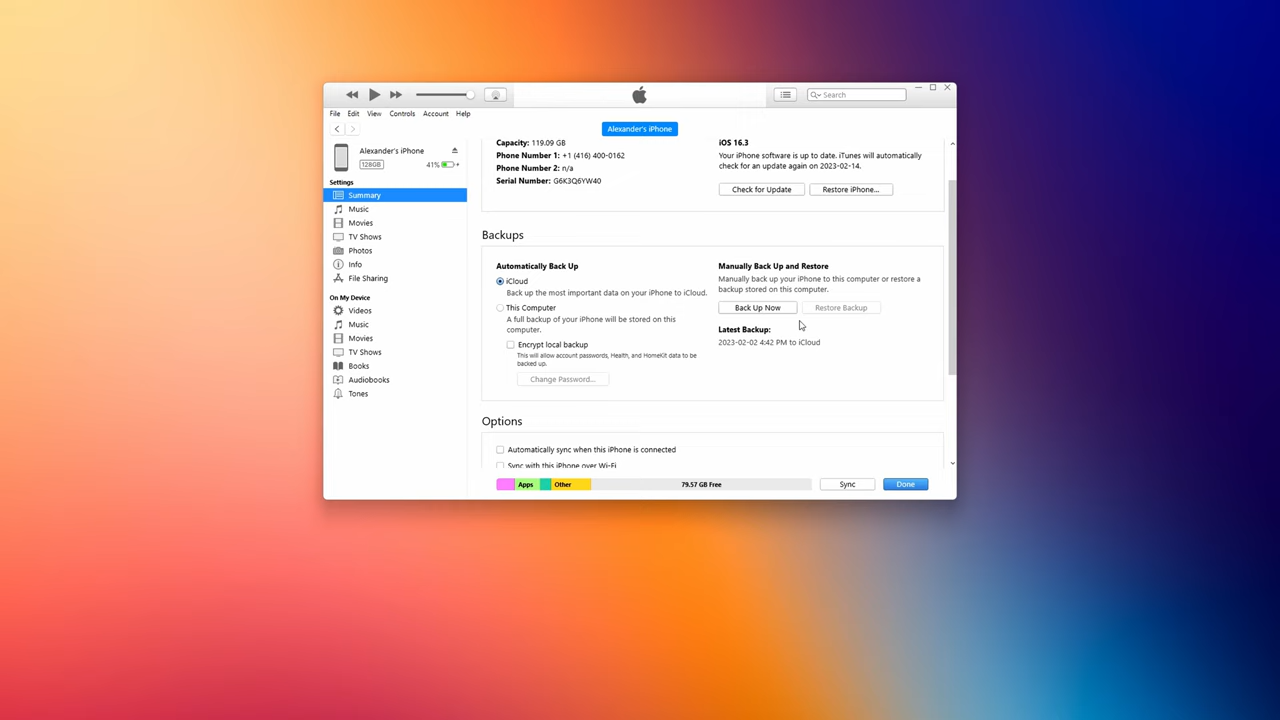 Search
File Edit View Controls Account Help
Alexander's iPhone
Alexander's iPhone
128GB 41%
Settings
Summary
Music
Movies
TV Shows
Photos
Info
File Sharing
On My Device
Videos
Music
Movies
TV Shows
Books
Audiobooks
Tones
Capacity: 119.09 GB
Phone Number 1: +1 (416) 400-0162
Phone Number 2: n/a
Serial Number: G6K3Q6YW40
iOS 16.3
Your iPhone software is up to date. iTunes will automatically
check for an update again on 2023-02-14.
Check for Update Restore iPhone...
Backups
Automatically Back Up
iCloud
Back up the most important data on your iPhone to iCloud.
This Computer
A full backup of your iPhone will be stored on this
computer.
Encrypt local backup
This will allow account passwords, Health, and HomeKit data to be
backed up.
Change Password...
Manually Back Up and Restore
Manually back up your iPhone to this computer or restore a
backup stored on this computer.
Back Up Now Restore Backup
Latest Backup:
2023-02-02 4:42 PM to iCloud
Options
Automatically sync when this iPhone is connected
Sync with this iPhone over Wi-Fi
Apps Other 79.57 GB Free Sync Done